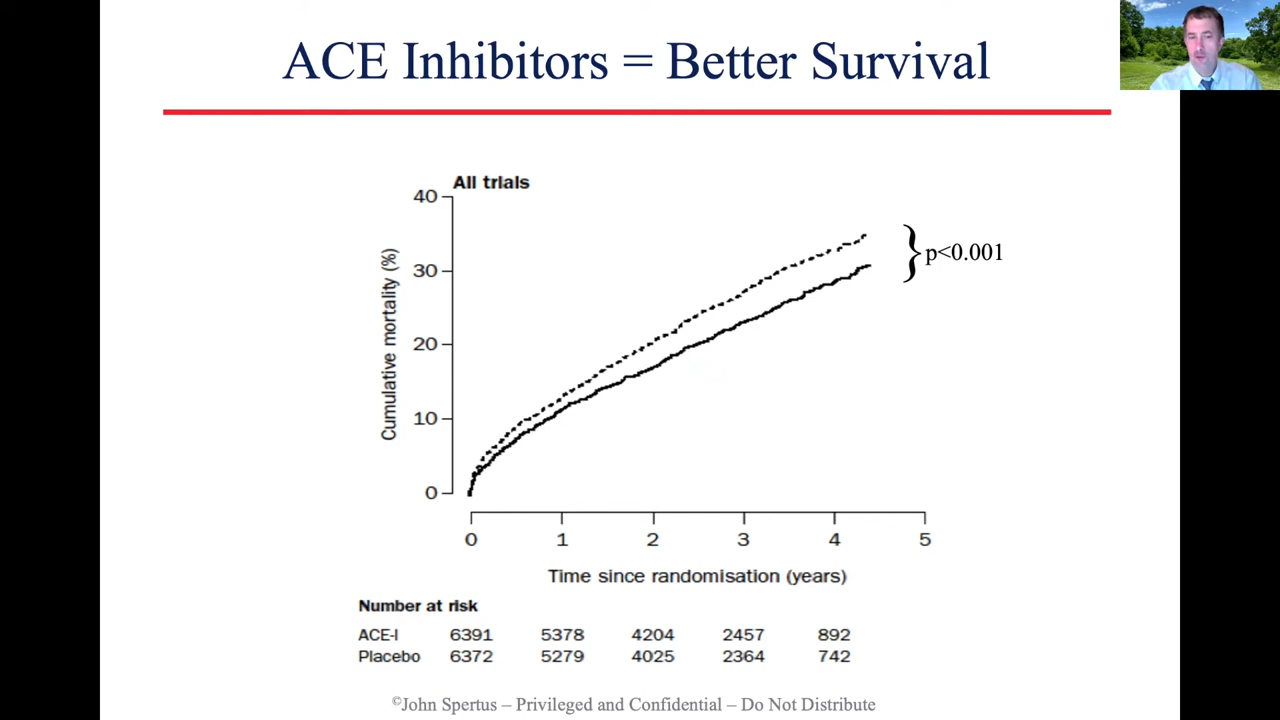 ACE Inhibitors = Better Survival
All trials
40
30
20
10
0
Cumulative mortality (%)
p<0.001
0 1 2 3 4 5
Time since randomisation (years)
Number at risk
ACE-I 6391 5378 4204 2457 892
Placebo 6372 5279 4025 2364 742
©John Spertus – Privileged and Confidential – Do Not Distribute